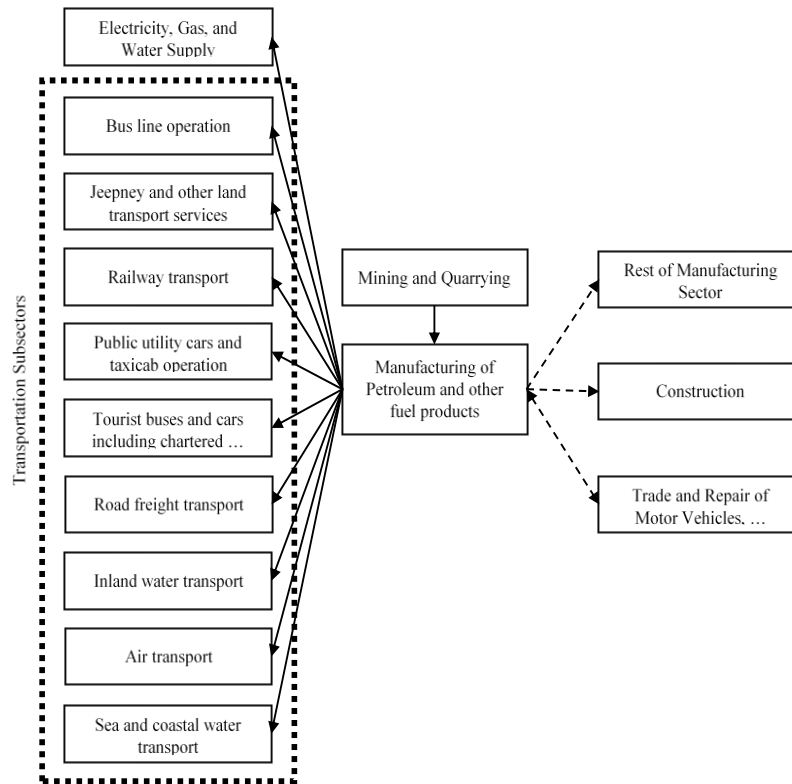 Electricity, Gas, and
Water Supply
Transportation Subsectors
Bus line operation
Jeepney and other land
transport services
Railway transport
Public utility cars and
taxicab operation
Tourist buses and cars
including chartered …
Road freight transport
Inland water transport
Air transport
Sea and coastal water
transport
Mining and Quarrying
Manufacturing of
Petroleum and other
fuel products
Rest of Manufacturing
Sector
Construction
Trade and Repair of
Motor Vehicles, …